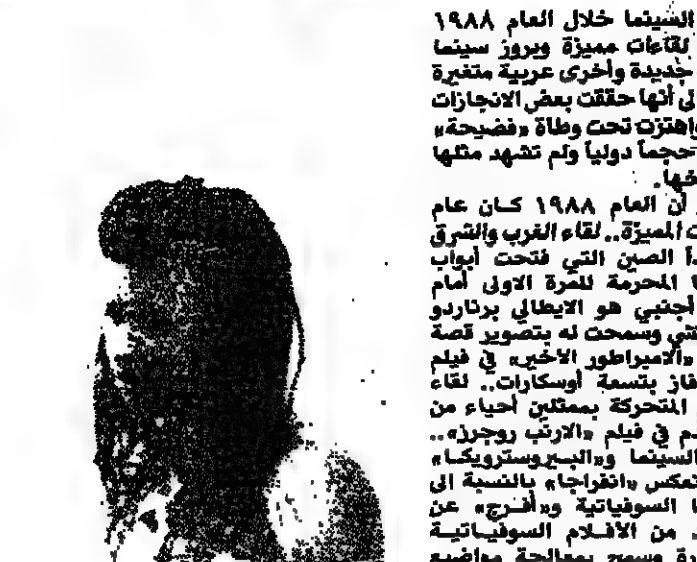 السينما خلال العام ١٩٨٨
لقاءات مميزة وبروز سينما
جديدة وأخرى عربية متغيرة
أنها حققت بعض الانجازات
واهتزت تحت وطأة «فضيحة»
حجماً دولياً ولم تشهد مثلها
أن العام ١٩٨٨ كان عام
المميزة.. لقاء الغرب والشرق
الصين التي فتحت أبواب
المحرمة للمرة الاولى أمام
اجنبي هو الايطالي برناردو
وسمحت له بتصوير قصة
«الامبراطور الأخير» في فيلم
فاز بتسعة أوسكارات.. لقاء
المتحركة بممثلين أحياء من
في فيلم «الارنب روجرز»..
السينما و«البيروسترويكا»
تعكس «انفراجا» بالنسبة الى
السوفياتية و«أفرج» عن
من الافلام السوفياتية
وسمح بمعالجة مواضيع